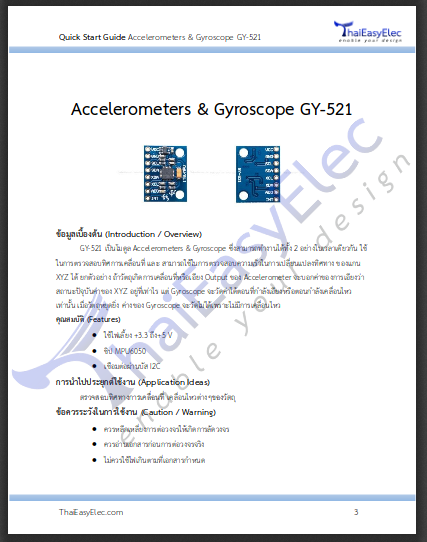 Quick Start Guide Accelerometers & Gyroscope GY-521
ThaiEasyElec
enable your design
Accelerometers & Gyroscope GY-521
ข้อมูลเบื้องต้น (Introduction / Overview)
GY-521 เป็นโมดูล Accelerometers & Gyroscope ซึ่งสามารถทำงานได้ทั้ง 2 อย่างในเวลาเดียวกัน ใช้
ในการตรวจสอบทิศการเคลื่อนที่ และ สามารถใช้ในการตรวจสอบความเร็วในการเปลี่ยนแปลงทิศทาง ของแกน
XYZ ได้ ยกตัวอย่าง ถ้าวัตถุเกิดการเคลื่อนที่หรือเอียง Output ของ Accelerometer จะบอกค่าของการเอียงว่า
สถานะปัจจุบันค่าของ XYZ อยู่ที่เท่าไร แต่ Gyroscope จะวัดค่าได้ตอนที่กำลังเอียงหรือตอนกำลังเคลื่อนไหว
เท่านั้น เมื่อวัตถุหยุดนิ่ง ค่าของ Gyroscope จะวัดไม่ได้เพราะไม่มีการเคลื่อนไหว
คุณสมบัติ (Features)
● ใช้ไฟเลี้ยง +3.3 ถึง+5 V
● ชิป MPU6050
● เชื่อมต่อผ่านบัส I2C
การนำไปประยุกต์ใช้งาน (Application Ideas)
ตรวจสอบทิศทางการเคลื่อนที่ เคลื่อนไหวต่างๆของวัตถุ
ข้อควรระวังในการใช้งาน (Caution / Warning)
● ควรหลีกเหลี่ยงการต่อวงจรให้เกิดการลัดวงจร
● ควรอ่านเอกสารก่อนการต่อวงจรจริง
● ไม่ควรใช้ไฟเกินตามที่เอกสารกำหนด
ThaiEasyElec
enable your design
ThaiEasyElec.com
3